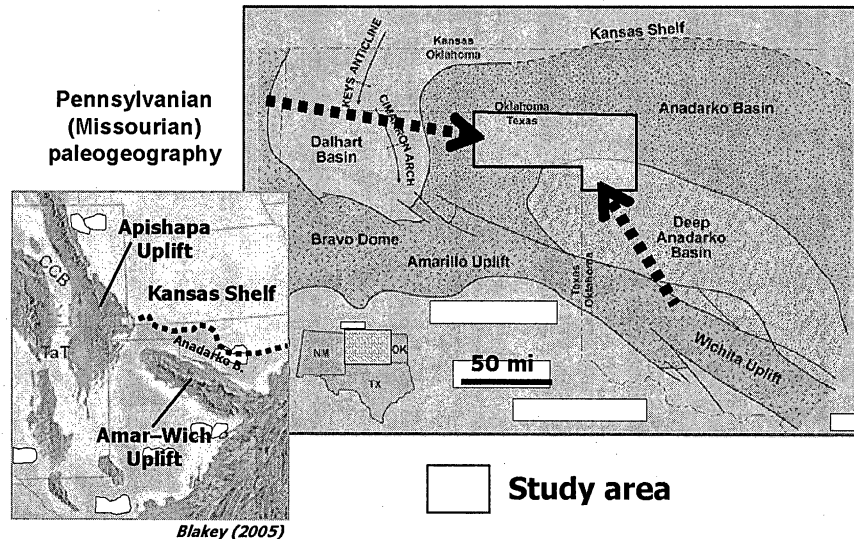 Pennsylvanian
(Missourian)
paleogeography
Kansas
Oklahoma
Kansas Shelf
KEYS ANTICLINE
CIMARRON ARCH
Oklahoma
Texas
Anadarko Basin
Dalhart
Basin
Bravo Dome
Amarillo Uplift
Deep
Anadarko
Basin
Texas
Oklahoma
Wichita Uplift
NM
OK
TX
50 mi
Apishapa
Uplift
CCB
Kansas Shelf
TaT
Anadarko B.
Amar–Wich
Uplift
Blakey (2005)
Study area